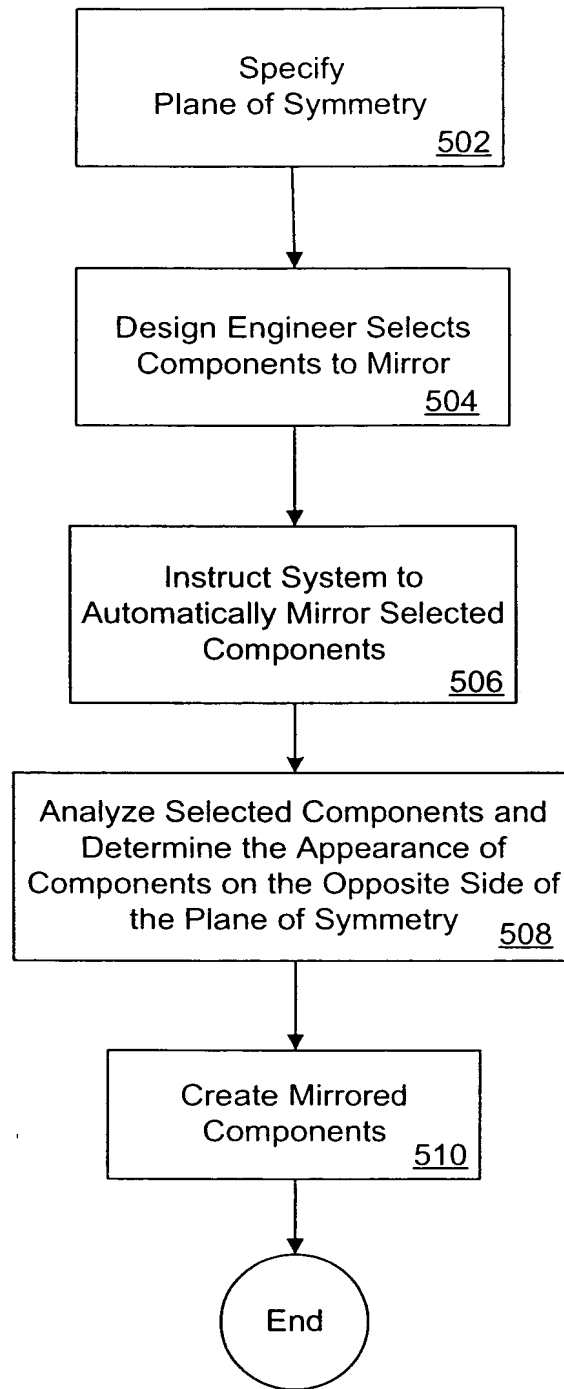 Specify
Plane of Symmetry
502
Design Engineer Selects
Components to Mirror
504
Instruct System to
Automatically Mirror Selected
Components
506
Analyze Selected Components and
Determine the Appearance of
Components on the Opposite Side of
the Plane of Symmetry
508
Create Mirrored
Components
510
End